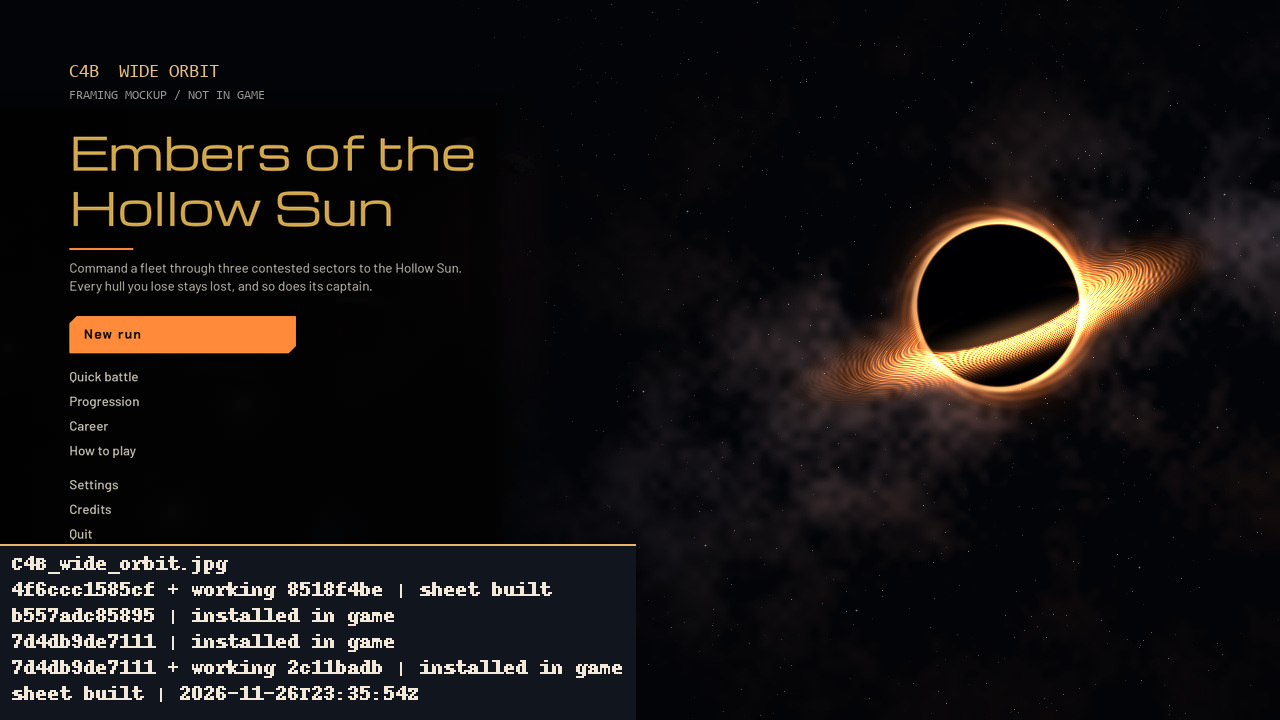 C4B WIDE ORBIT
FRAMING MOCKUP / NOT IN GAME
Embers of the
Hollow Sun
Command a fleet through three contested sectors to the Hollow Sun.
Every hull you lose stays lost, and so does its captain.
New run
Quick battle
Progression
Career
How to play
Settings
Credits
Quit
C4B_wide_orbit.jpg
4f6ccc1585cf + working 8518f4be | sheet built
b557adc85895 | installed in game
7d4db9de7111 | installed in game
7d4db9de7111 + working 2c11badb | installed in game
sheet built | 2026-11-26T23:35:54Z